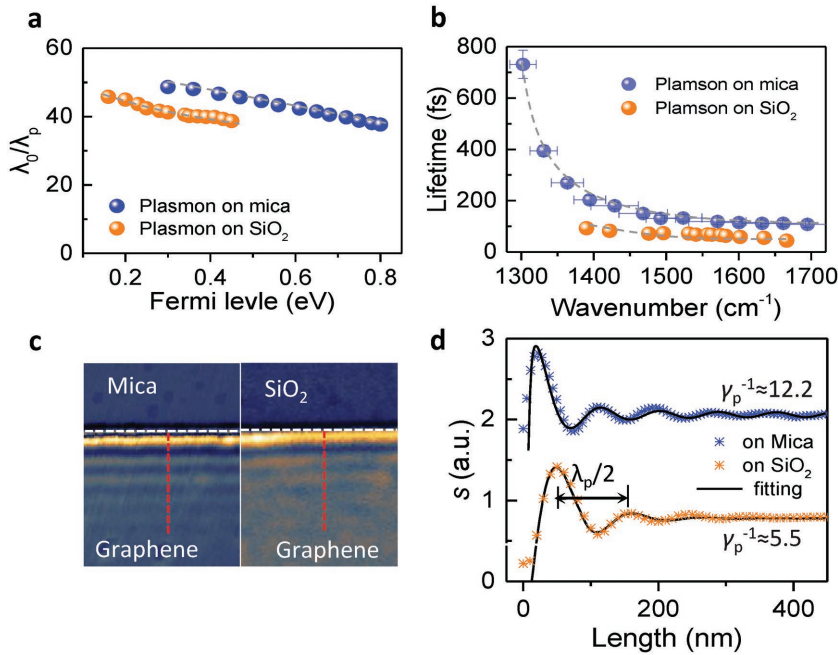 a
60
40
20
0
λ₀/λₚ
Plasmon on mica
Plasmon on SiO₂
0.2 0.4 0.6 0.8
Fermi levle (eV)
b
800
600
400
200
0
Lifetime (fs)
Plamson on mica
Plamson on SiO₂
1300 1400 1500 1600 1700
Wavenumber (cm⁻¹)
c
Mica
SiO₂
Graphene
Graphene
d
3
2
1
0
s (a.u.)
γₚ⁻¹≈12.2
on Mica
on SiO₂
fitting
λₚ/2
γₚ⁻¹≈5.5
0 200 400
Length (nm)